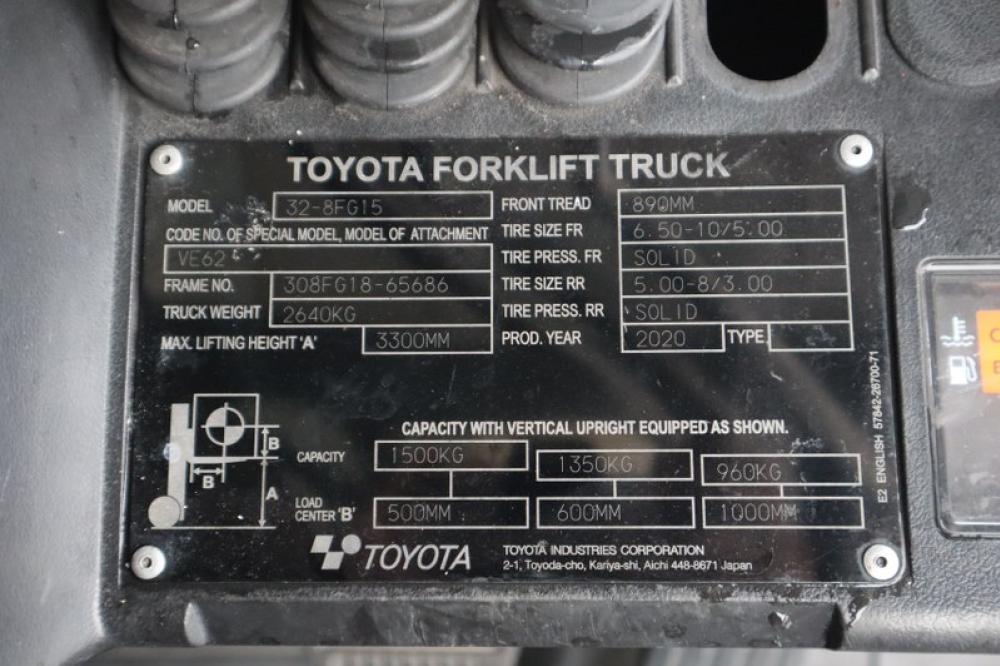 TOYOTA FORKLIFT TRUCK
MODEL 32-8FG15 FRONT TREAD 890MM
CODE NO. OF SPECIAL MODEL, MODEL OF ATTACHMENT TIRE SIZE FR 6.50-10/5.00
VE62 TIRE PRESS. FR SOLID
FRAME NO. 308FG18-65686 TIRE SIZE RR 5.00-8/3.00
TRUCK WEIGHT 2640KG TIRE PRESS. RR SOLID
MAX. LIFTING HEIGHT 'A' 3300MM PROD. YEAR 2020 TYPE
CAPACITY WITH VERTICAL UPRIGHT EQUIPPED AS SHOWN.
B
B
A
CAPACITY 1500KG 1350KG 960KG
LOAD
CENTER 'B' 500MM 600MM 1000MM
TOYOTA TOYOTA INDUSTRIES CORPORATION
2-1, Toyoda-cho, Kariya-shi, Aichi 448-8671 Japan
E2 ENGLISH 57842-26700-71